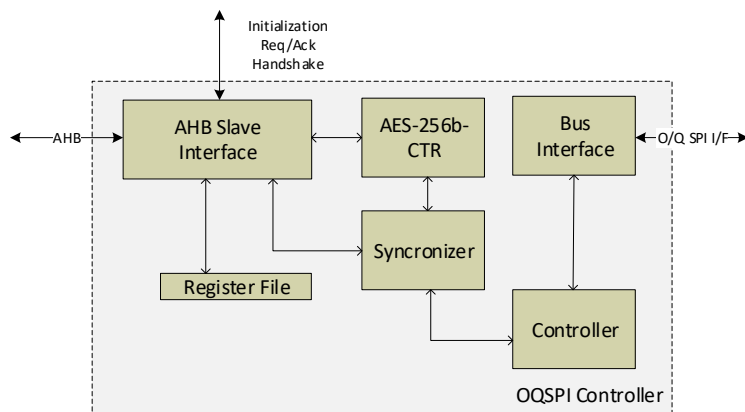 Initialization
Req/Ack
Handshake
AHB
AHB Slave
Interface
AES-256b-
CTR
Bus
Interface
O/Q SPI I/F
Syncronizer
Register File
Controller
OQSPI Controller